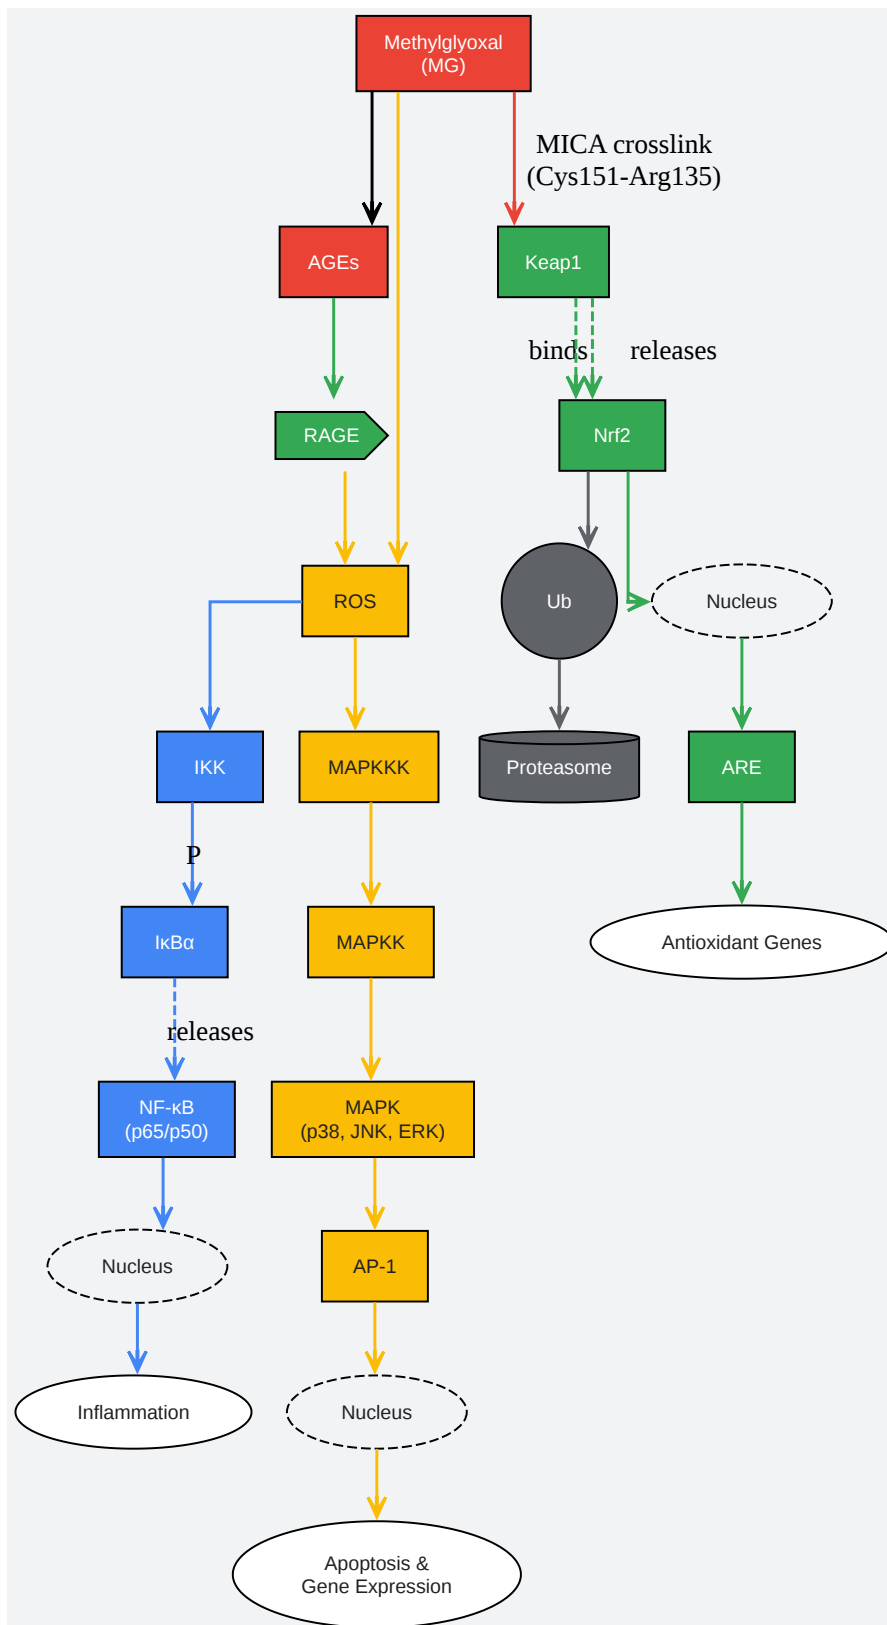 Methylglyoxal
(MG)
MICA crosslink
(Cys151-Arg135)
AGEs
Keap1
binds
releases
RAGE
Nrf2
ROS
Ub
Nucleus
IKK
MAPKKK
Proteasome
ARE
P
IκBα
MAPKK
Antioxidant Genes
releases
NF-κB
(p65/p50)
MAPK
(p38, JNK, ERK)
Nucleus
AP-1
Inflammation
Nucleus
Apoptosis &
Gene Expression